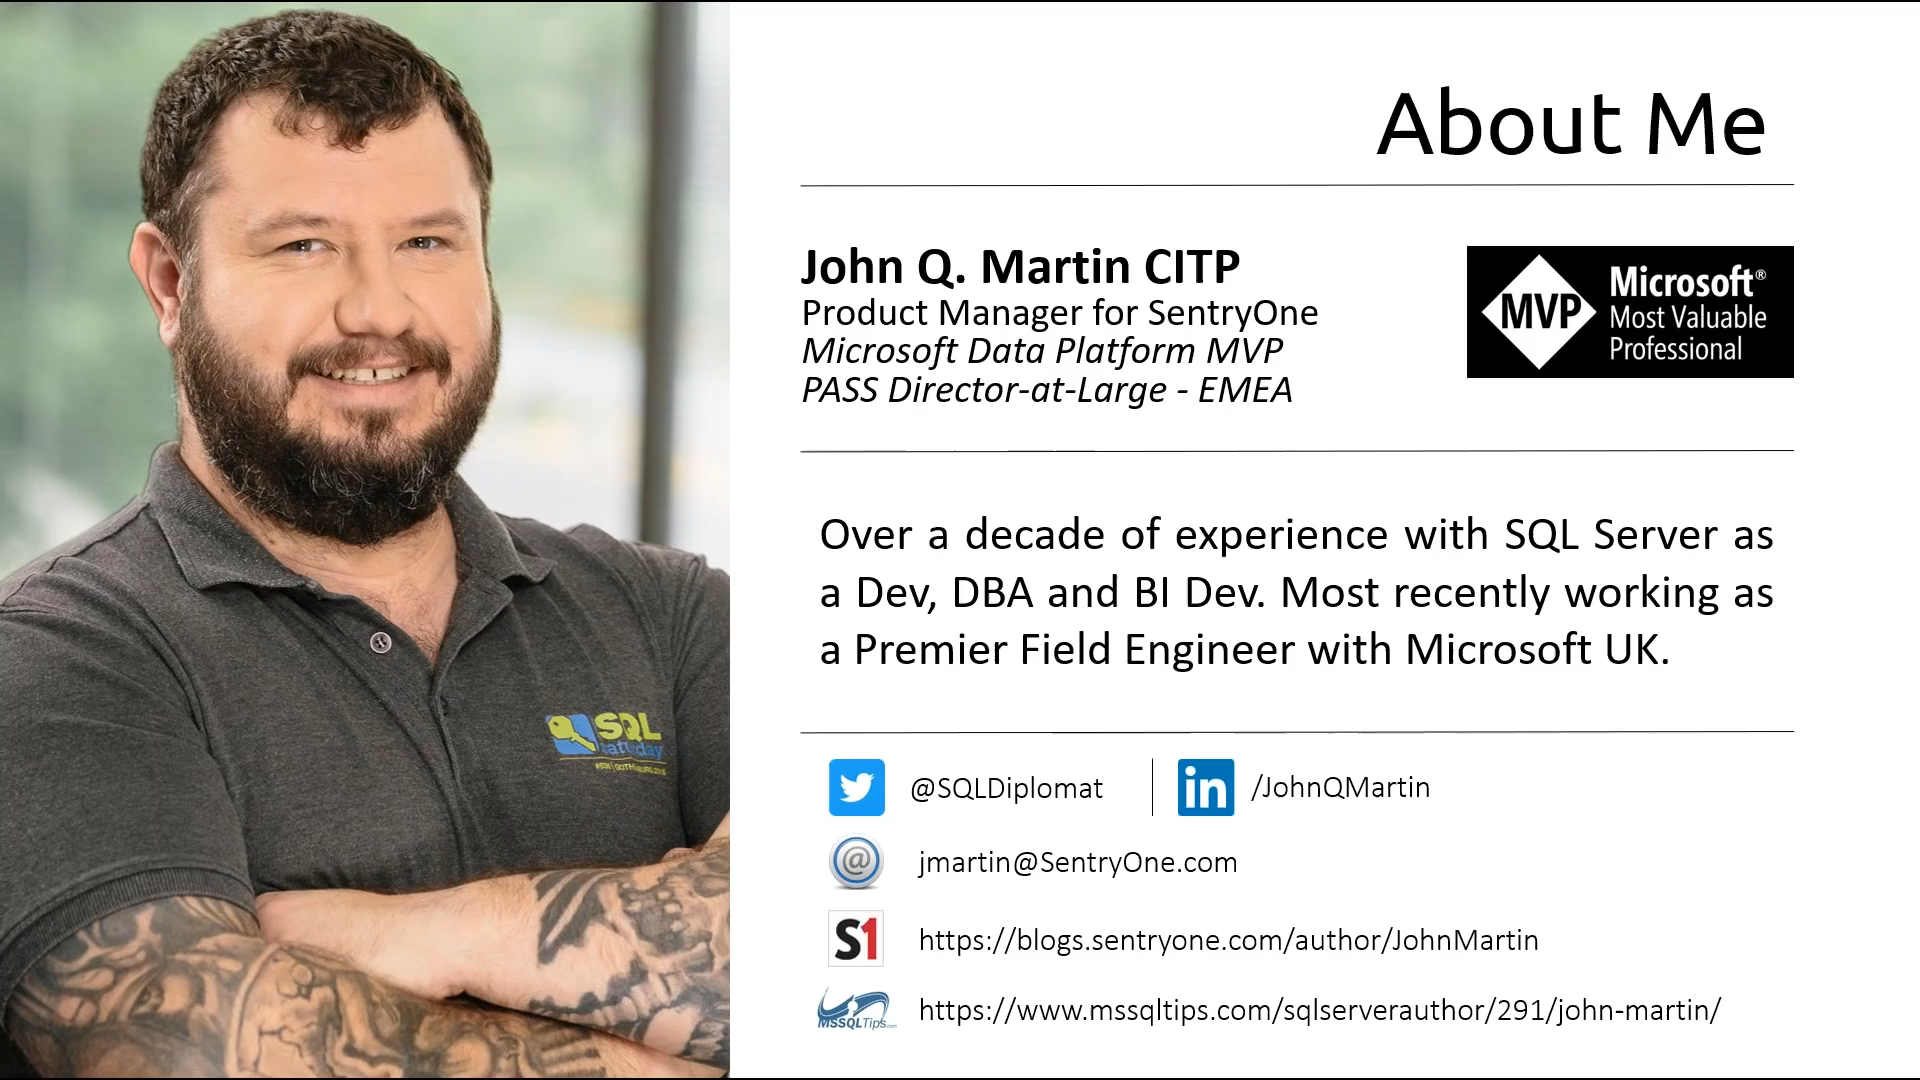 About Me
John Q. Martin CITP
Product Manager for SentryOne
Microsoft Data Platform MVP
PASS Director-at-Large - EMEA
MVP
Microsoft®
Most Valuable
Professional
Over a decade of experience with SQL Server as
a Dev, DBA and BI Dev. Most recently working as
a Premier Field Engineer with Microsoft UK.
SQL
saturday
@SQLDiplomat
in
/JohnQMartin
@
jmartin@SentryOne.com
S1
https://blogs.sentryone.com/author/JohnMartin
MSSQLTips.com
https://www.mssqltips.com/sqlserverauthor/291/john-martin/